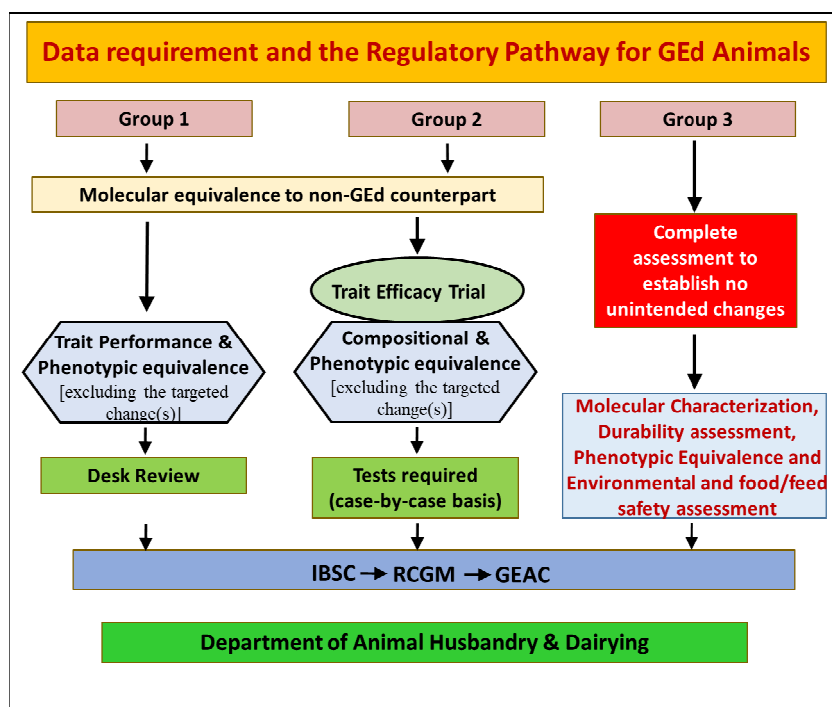 Data requirement and the Regulatory Pathway for GEd Animals
Group 1
Group 2
Group 3
Molecular equivalence to non-GEd counterpart
Trait Performance &
Phenotypic equivalence
[excluding the targeted
change(s)]
Desk Review
Trait Efficacy Trial
Compositional &
Phenotypic equivalence
[excluding the targeted
change(s)]
Tests required
(case-by-case basis)
Complete
assessment to
establish no
unintended changes
Molecular Characterization,
Durability assessment,
Phenotypic Equivalence and
Environmental and food/feed
safety assessment
IBSC → RCGM → GEAC
Department of Animal Husbandry & Dairying